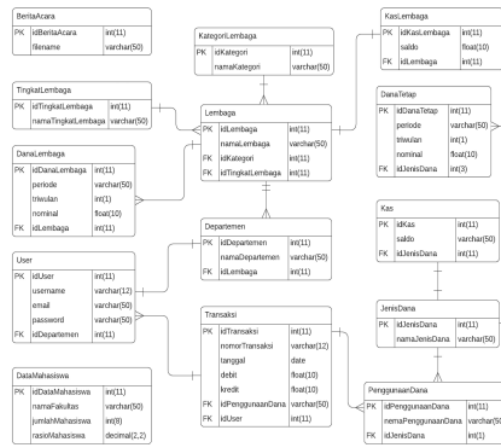 BeritaAcara
PK idBeritaAcara int(11)
filename varchar(50)
TingkatLembaga
PK idTingkatLembaga int(11)
namaTingkatLembaga varchar(50)
DanaLembaga
PK idDanaLembaga int(11)
periode varchar(50)
triwulan int(1)
nominal float(10)
FK idLembaga int(11)
User
PK idUser int(11)
username varchar(12)
email varchar(50)
password varchar(50)
FK idDepartemen int(11)
DataMahasiswa
PK idDataMahasiswa int(11)
namaFakultas varchar(50)
jumlahMahasiswa int(8)
rasioMahasiswa decimal(2,2)
KategoriLembaga
PK idKategori int(11)
namaKategori varchar(50)
Lembaga
PK idLembaga int(11)
namaLembaga varchar(50)
FK idKategori int(11)
FK idTingkatLembaga int(11)
Departemen
PK idDepartemen int(11)
namaDepartemen varchar(50)
FK idLembaga int(11)
Transaksi
PK idTransaksi int(11)
nomorTransaksi varchar(12)
tanggal date
debit float(10)
kredit float(10)
FK idPenggunaanDana varchar(50)
FK idUser int(11)
KasLembaga
PK idKasLembaga int(11)
saldo float(10)
FK idLembaga int(11)
DanaTetap
PK idDanaTetap int(11)
periode varchar(50)
triwulan int(1)
nominal float(10)
FK idJenisDana int(3)
Kas
PK idKas int(11)
saldo varchar(50)
FK idJenisDana int(11)
JenisDana
PK idJenisDana int(11)
namaJenisDana varchar(50)
PenggunaanDana
PK idPenggunaanDana int(11)
nemaPenggunaanDana varchar(50)
FK idJenisDana int(1)